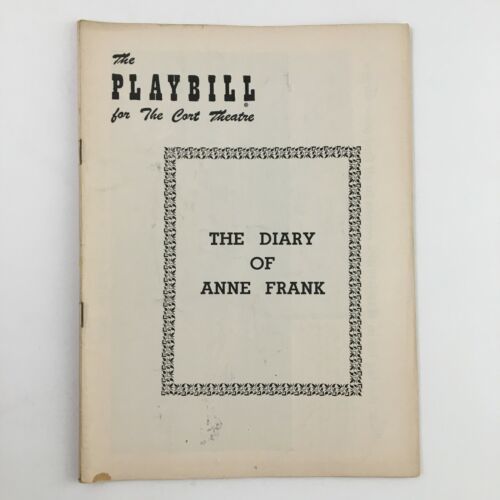 The
PLAYBILL®
for The Cort Theatre
THE DIARY
OF
ANNE FRANK